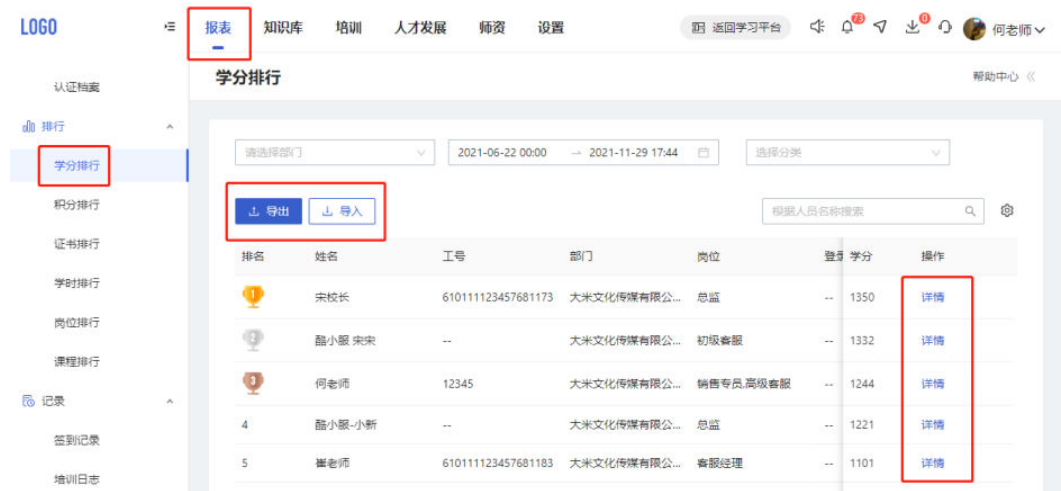 LOGO
报表 知识库 培训 人才发展 师资 设置
返回学习平台
73
0
何老师
认证档案
排行
学分排行
积分排行
证书排行
学时排行
岗位排行
课程排行
记录
签到记录
培训日志
学分排行
帮助中心
请选择部门
2021-06-22 00:00 → 2021-11-29 17:44
选择分类
导出 导入
根据人员名称搜索
排名 姓名 工号 部门 岗位 登录 学分 操作
1 宋校长 610111123457681173 大米文化传媒有限公... 总监 -- 1350 详情
2 酷小服 宋宋 -- 大米文化传媒有限公... 初级客服 -- 1332 详情
3 何老师 12345 大米文化传媒有限公... 销售专员,高级客服 -- 1244 详情
4 酷小服-小新 -- 大米文化传媒有限公... 总监 -- 1221 详情
5 崔老师 610111123457681183 大米文化传媒有限公... 客服经理 -- 1101 详情